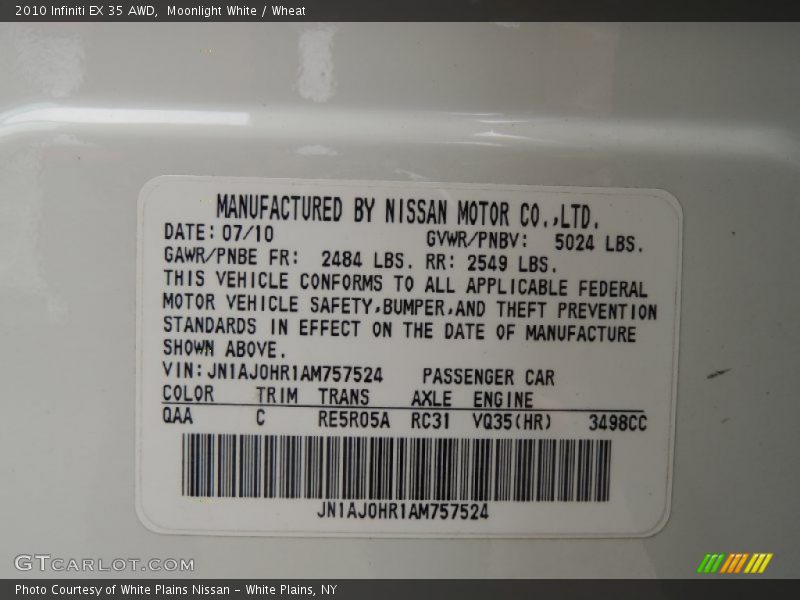 2010 Infiniti EX 35 AWD,  Moonlight White / Wheat
MANUFACTURED BY NISSAN MOTOR CO.,LTD.
DATE: 07/10 GVWR/PNBV: 5024 LBS.
GAWR/PNBE FR: 2484 LBS. RR: 2549 LBS.
THIS VEHICLE CONFORMS TO ALL APPLICABLE FEDERAL
MOTOR VEHICLE SAFETY,BUMPER,AND THEFT PREVENTION
STANDARDS IN EFFECT ON THE DATE OF MANUFACTURE
SHOWN ABOVE.
VIN: JN1AJ0HR1AM757524 PASSENGER CAR
COLOR TRIM TRANS AXLE ENGINE
QAA C RE5R05A RC31 VQ35(HR) 3498CC
JN1AJ0HR1AM757524
GTCARLOT.COM
Photo Courtesy of White Plains Nissan - White Plains, NY